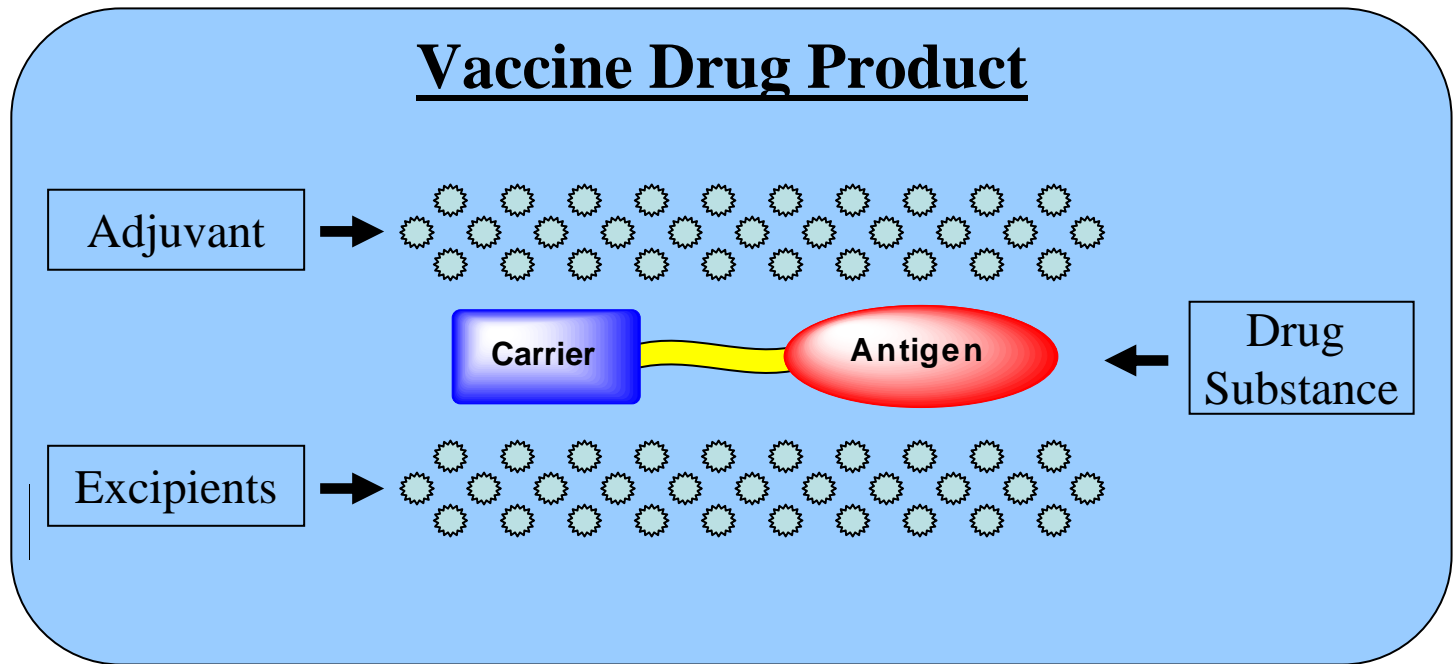 Vaccine Drug Product
Adjuvant
Carrier
Antigen
Drug
Substance
Excipients